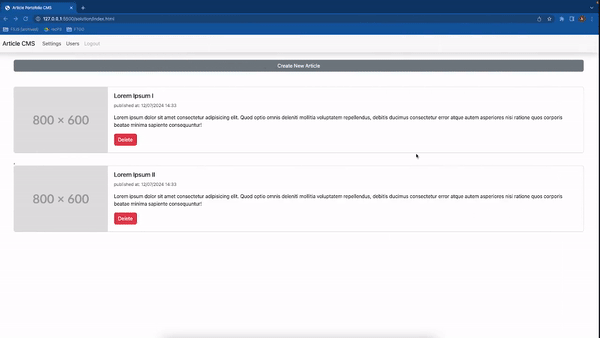 Article Portofolio CMS
127.0.0.1:5500/solution/index.html
Article CMS Settings Users Logout
Create New Article
800 × 600
Lorem Ipsum I
published at: 12/07/2024 14:33
Lorem ipsum dolor sit amet consectetur adipisicing elit. Quod optio omnis deleniti mollitia voluptatem repellendus, debitis ducimus consectetur error atque autem asperiores nisi ratione quos corporis
beatae minima sapiente consequuntur!
Delete
800 × 600
Lorem Ipsum II
published at: 12/07/2024 14:33
Lorem ipsum dolor sit amet consectetur adipisicing elit. Quod optio omnis deleniti mollitia voluptatem repellendus, debitis ducimus consectetur error atque autem asperiores nisi ratione quos corporis
beatae minima sapiente consequuntur!
Delete